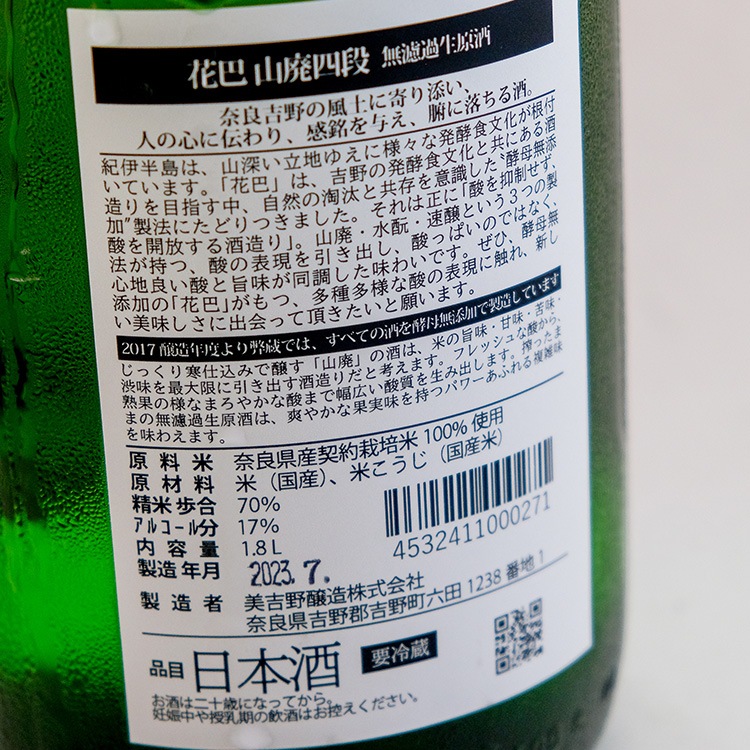 花巴 山廃四段 無濾過生原酒
奈良吉野の風土に寄り添い、
人の心に伝わり、感銘を与え、腑に落ちる酒。
紀伊半島は、山深い立地ゆえに様々な発酵食文化が根付
いています。「花巴」は、吉野の発酵食文化と共にある酒
造りを目指す中、自然の淘汰と共存を意識した“酵母無添
加”製法にたどりつきました。それは正に「酸を抑制せず、
酸を開放する酒造り」。山廃・水酛・速醸という3つの製
法が持つ、酸の表現を引き出し、酸っぱいのではなく、
心地良い酸と旨味が同調した味わいです。ぜひ、酵母無
添加の「花巴」がもつ、多種多様な酸の表現に触れ、新し
い美味しさに出会って頂きたいと願います。
2017醸造年度より弊蔵では、すべての酒を酵母無添加で製造しています
じっくり寒仕込みで醸す「山廃」の酒は、米の旨味・甘味・苦味・
渋味を最大限に引き出す酒造りだと考えます。フレッシュな酸から、
熟果の様なまろやかな酸まで幅広い酸質を生み出します。搾ったま
まの無濾過生原酒は、爽やかな果実味を持つパワーあふれる複雑味
を味わえます。
原料米 奈良県産契約栽培米100%使用
原材料 米（国産）、米こうじ（国産米）
精米歩合 70%
アルコール分 17%
内容量 1.8L
製造年月 2023.7.
4532411000271
製造者 美吉野醸造株式会社
奈良県吉野郡吉野町六田1238番地1
品目 日本酒 要冷蔵
お酒は二十歳になってから。
妊娠中や授乳期の飲酒はお控えください。